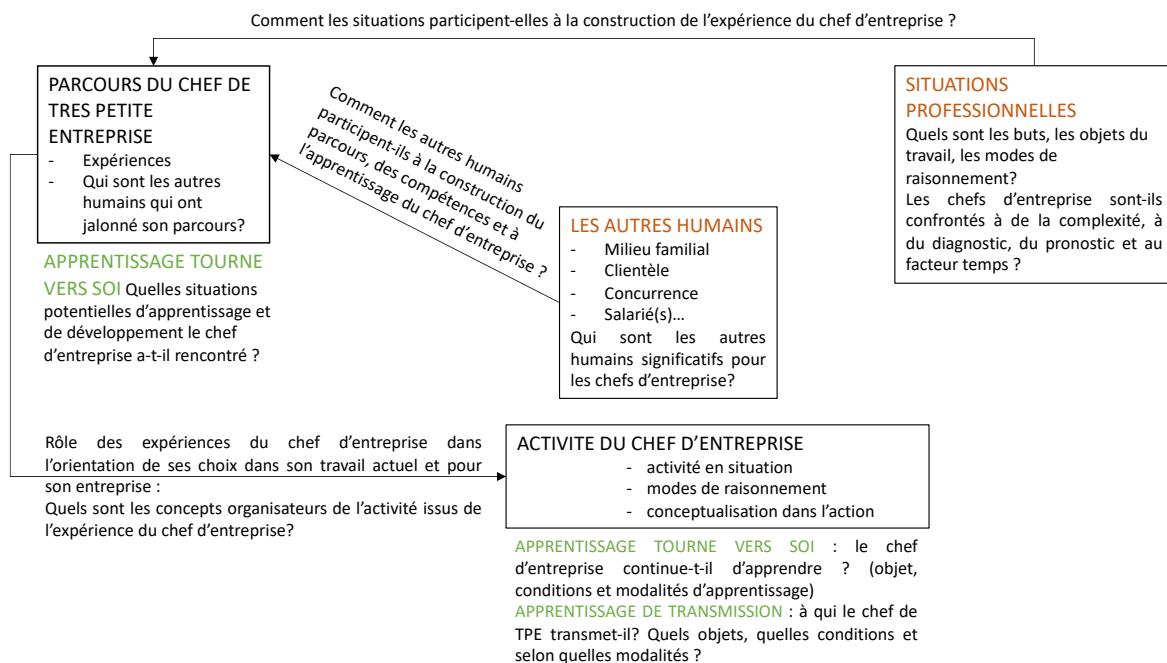 Comment les situations participent-elles à la construction de l’expérience du chef d’entreprise ?
PARCOURS DU CHEF DE
TRES PETITE
ENTREPRISE
- Expériences
- Qui sont les autres
humains qui ont
jalonné son parcours?
APPRENTISSAGE TOURNE
VERS SOI Quelles situations
potentielles d’apprentissage et
de développement le chef
d’entreprise a-t-il rencontré ?
Comment les autres humains
participent-ils à la construction du
parcours, des compétences et à
l’apprentissage du chef d’entreprise ?
LES AUTRES HUMAINS
- Milieu familial
- Clientèle
- Concurrence
- Salarié(s)…
Qui sont les autres
humains significatifs pour
les chefs d’entreprise?
SITUATIONS
PROFESSIONNELLES
Quels sont les buts, les objets du
travail, les modes de
raisonnement?
Les chefs d’entreprise sont-ils
confrontés à de la complexité, à
du diagnostic, du pronostic et au
facteur temps ?
Rôle des expériences du chef d’entreprise dans
l’orientation de ses choix dans son travail actuel et pour
son entreprise :
Quels sont les concepts organisateurs de l’activité issus de
l’expérience du chef d’entreprise?
ACTIVITE DU CHEF D’ENTREPRISE
- activité en situation
- modes de raisonnement
- conceptualisation dans l’action
APPRENTISSAGE TOURNE VERS SOI : le chef
d’entreprise continue-t-il d’apprendre ? (objet,
conditions et modalités d’apprentissage)
APPRENTISSAGE DE TRANSMISSION : à qui le chef de
TPE transmet-il? Quels objets, quelles conditions et
selon quelles modalités ?